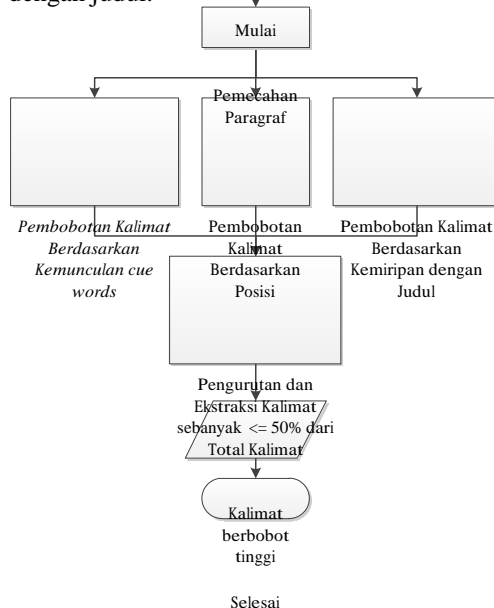 dengan judul.
Mulai
Pemecahan
Paragraf
Pembobotan Kalimat
Berdasarkan
Kemunculan cue
words
Pembobotan
Kalimat
Berdasarkan
Posisi
Pembobotan Kalimat
Berdasarkan
Kemiripan dengan
Judul
Pengurutan dan
Ekstraksi Kalimat
sebanyak <= 50% dari
Total Kalimat
Kalimat
berbobot
tinggi
Selesai